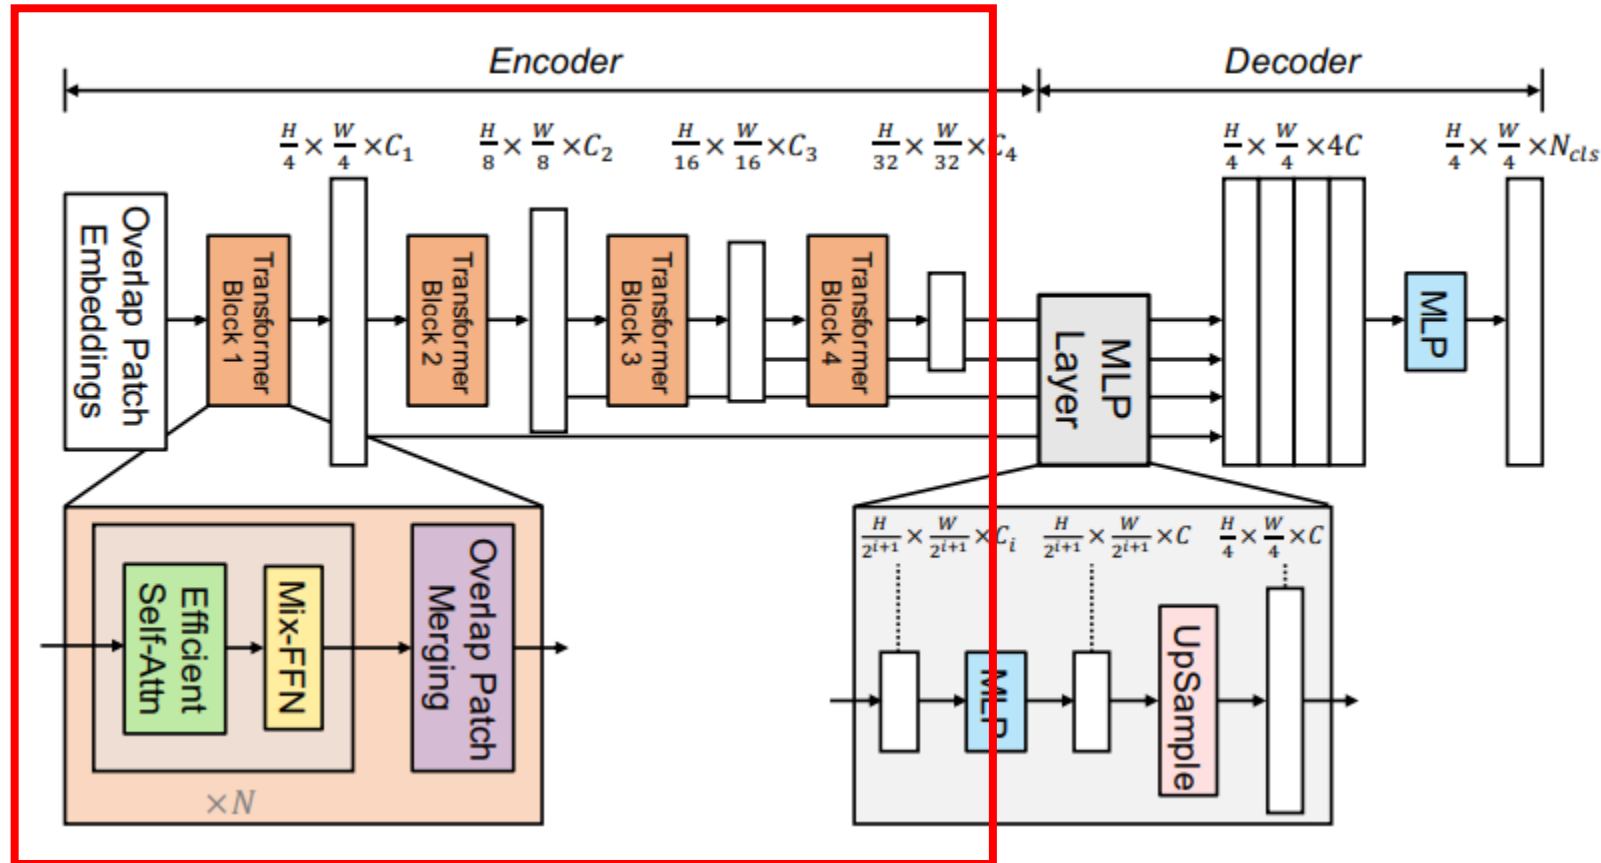 Encoder
Decoder
H/4 × W/4 × C₁
H/8 × W/8 × C₂
H/16 × W/16 × C₃
H/32 × W/32 × C₄
H/4 × W/4 × 4C
H/4 × W/4 × N_cls
Overlap Patch
Embeddings
Transformer
Block 1
Transformer
Block 2
Transformer
Block 3
Transformer
Block 4
MLP
Layer
MLP
Efficient
Self-Attn
Mix-FFN
Overlap Patch
Merging
×N
H/2^{i+1} × W/2^{i+1} × C_i
H/2^{i+1} × W/2^{i+1} × C
H/4 × W/4 × C
MLP
UpSample